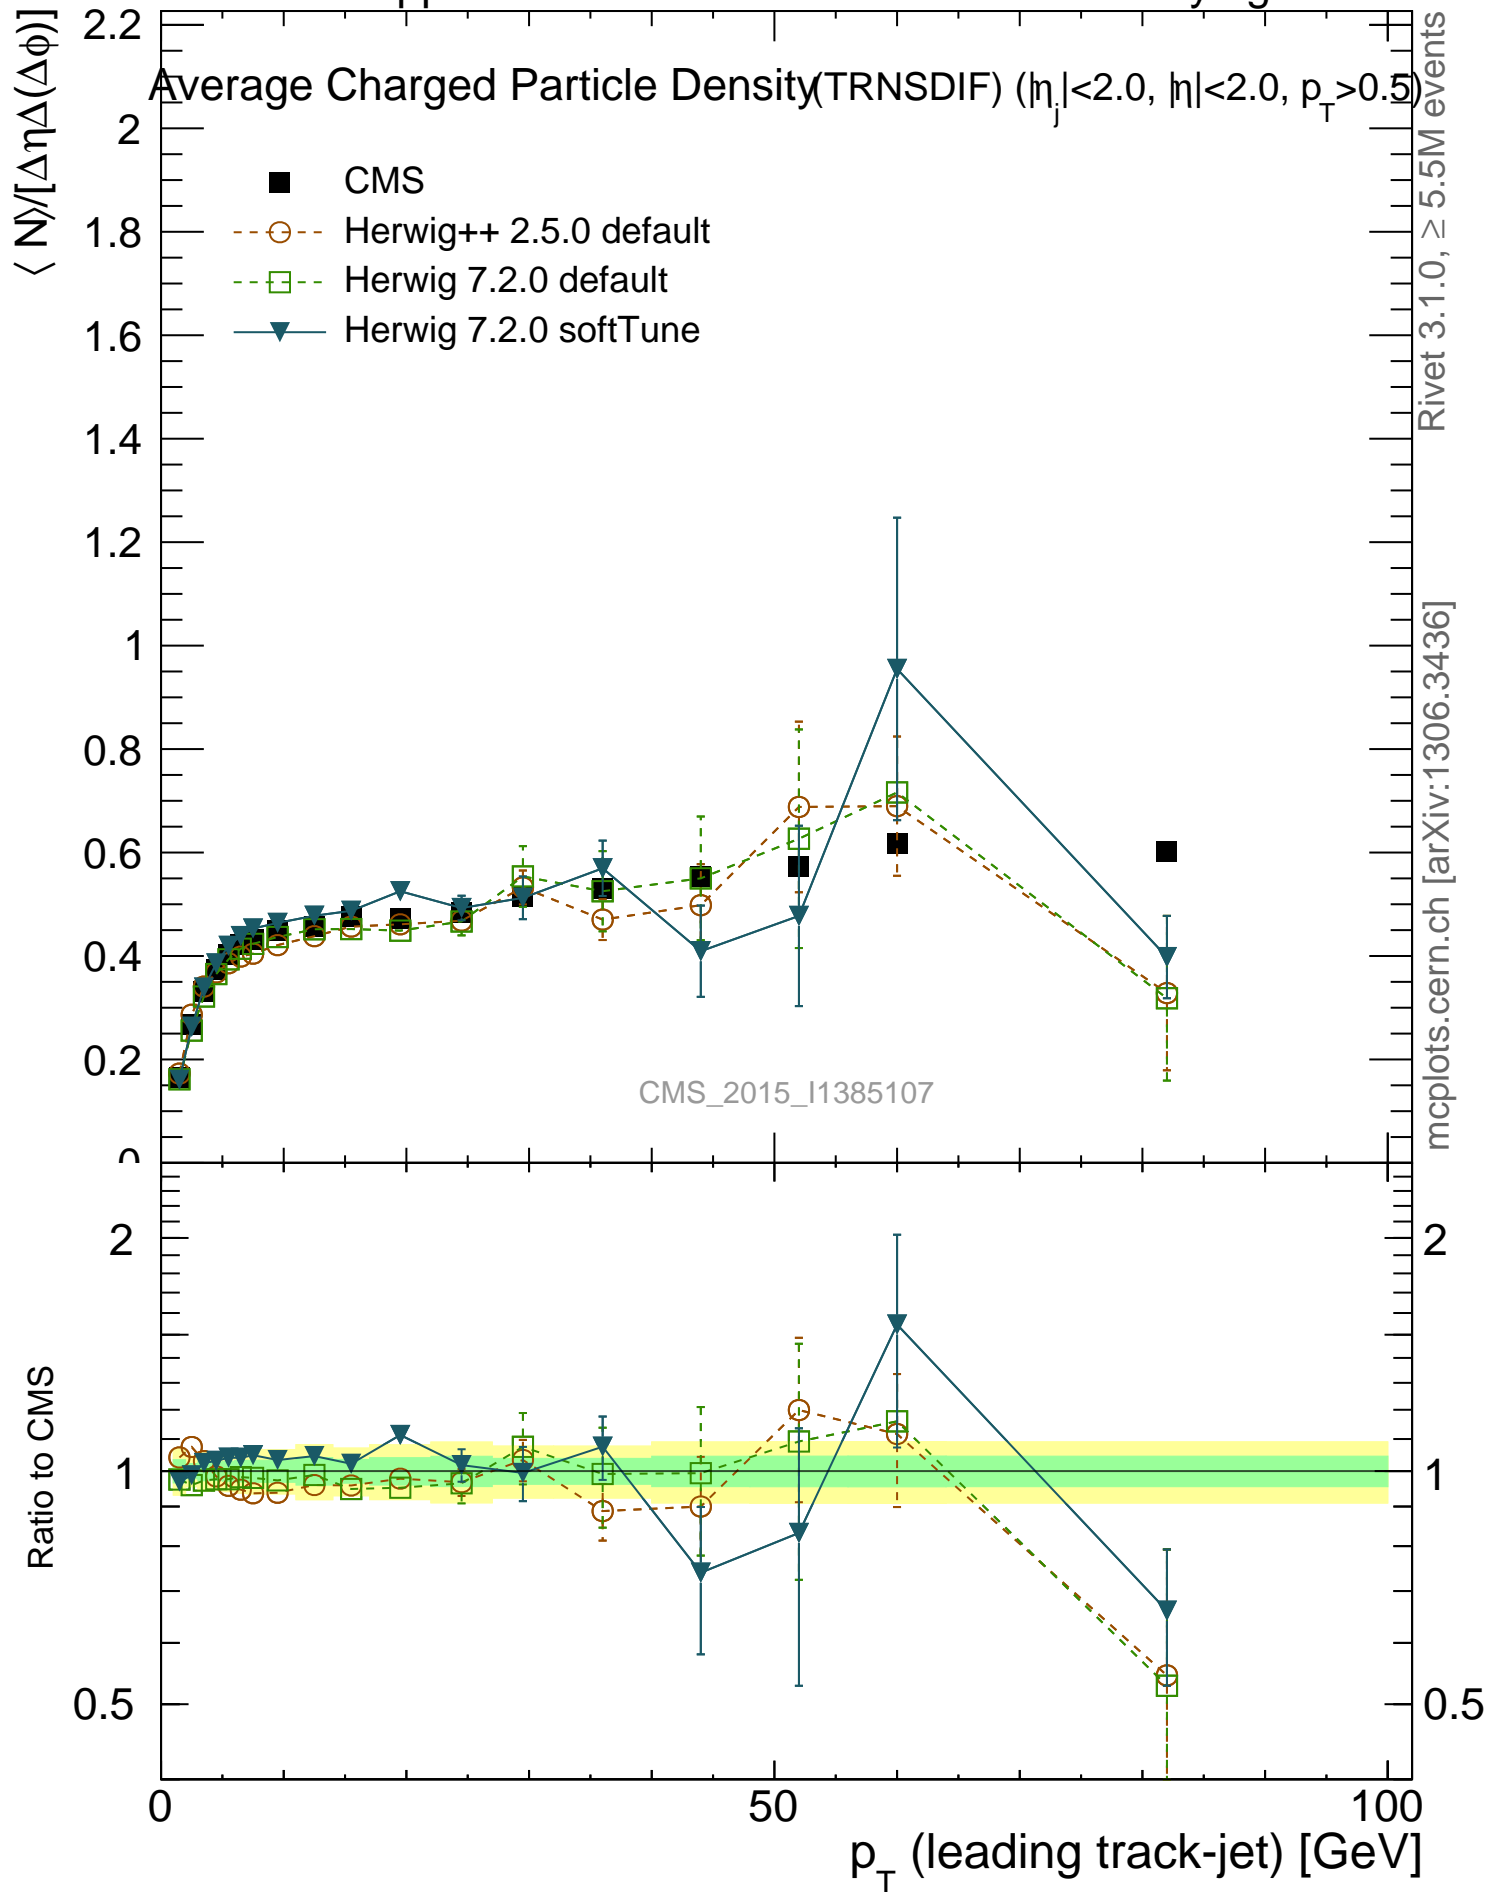 Average Charged Particle Density (TRNSDIF) (|η_j|<2.0, |η|<2.0, p_T>0.5)
⟨ N⟩/[ΔηΔ(Δϕ)]
CMS
Herwig++ 2.5.0 default
Herwig 7.2.0 default
Herwig 7.2.0 softTune
2.2
2
1.8
1.6
1.4
1.2
1
0.8
0.6
0.4
0.2
0
CMS_2015_I1385107
Rivet 3.1.0, ≥ 5.5M events
mcplots.cern.ch [arXiv:1306.3436]
Ratio to CMS
2
1
0.5
2
1
0.5
0
50
100
p_T (leading track-jet) [GeV]